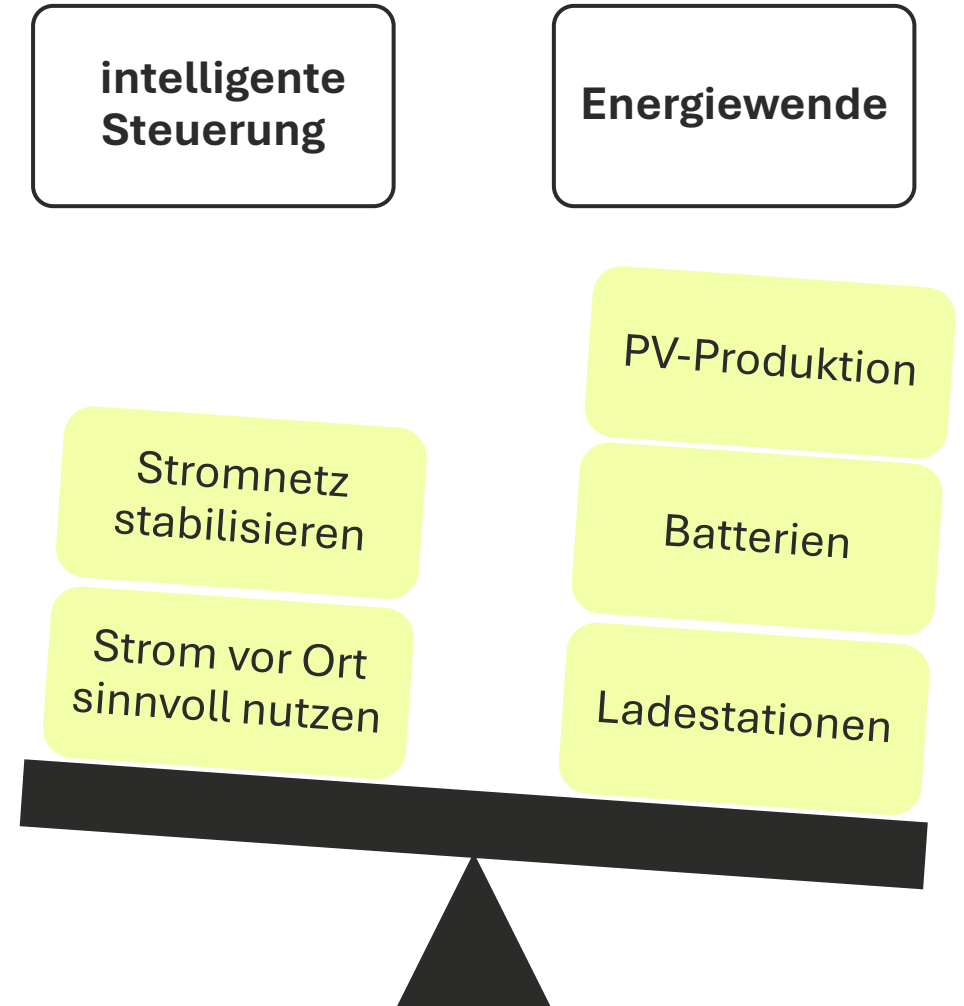 intelligente
Steuerung
Energiewende
Stromnetz
stabilisieren
Strom vor Ort
sinnvoll nutzen
PV-Produktion
Batterien
Ladestationen